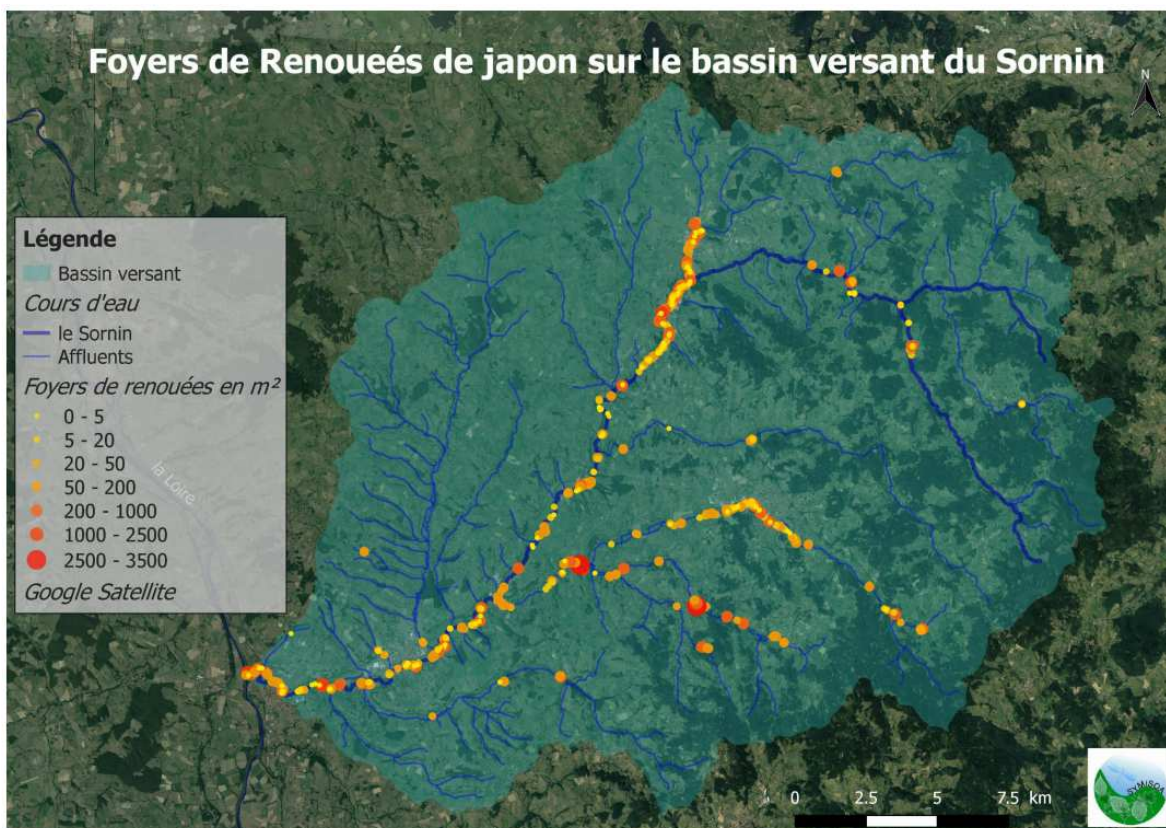 Foyers de Renoueés de japon sur le bassin versant du Sornin
N
Légende
Bassin versant
Cours d'eau
le Sornin
Affluents
Foyers de renouées en m²
0 - 5
5 - 20
20 - 50
50 - 200
200 - 1000
1000 - 2500
2500 - 3500
Google Satellite
la Loire
0 2.5 5 7.5 km